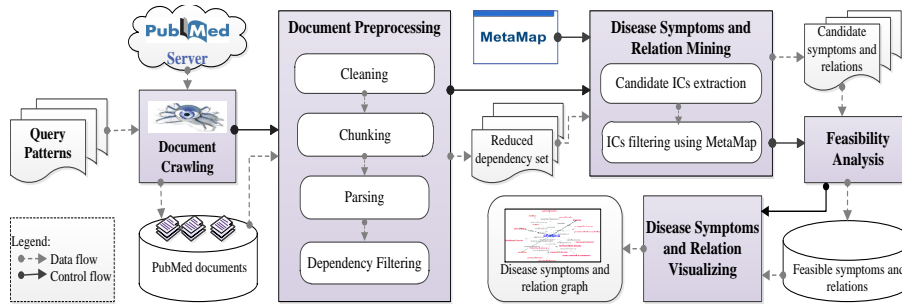 PubMed
Server
Query
Patterns
Document
Crawling
PubMed documents
Legend:
Data flow
Control flow
Document Preprocessing
Cleaning
Chunking
Parsing
Dependency Filtering
MetaMap
Reduced
dependency set
Disease Symptoms and
Relation Mining
Candidate ICs extraction
ICs filtering using MetaMap
Candidate
symptoms and
relations
Feasibility
Analysis
Disease symptoms and
relation graph
Disease Symptoms
and Relation
Visualizing
Feasible symptoms and
relations